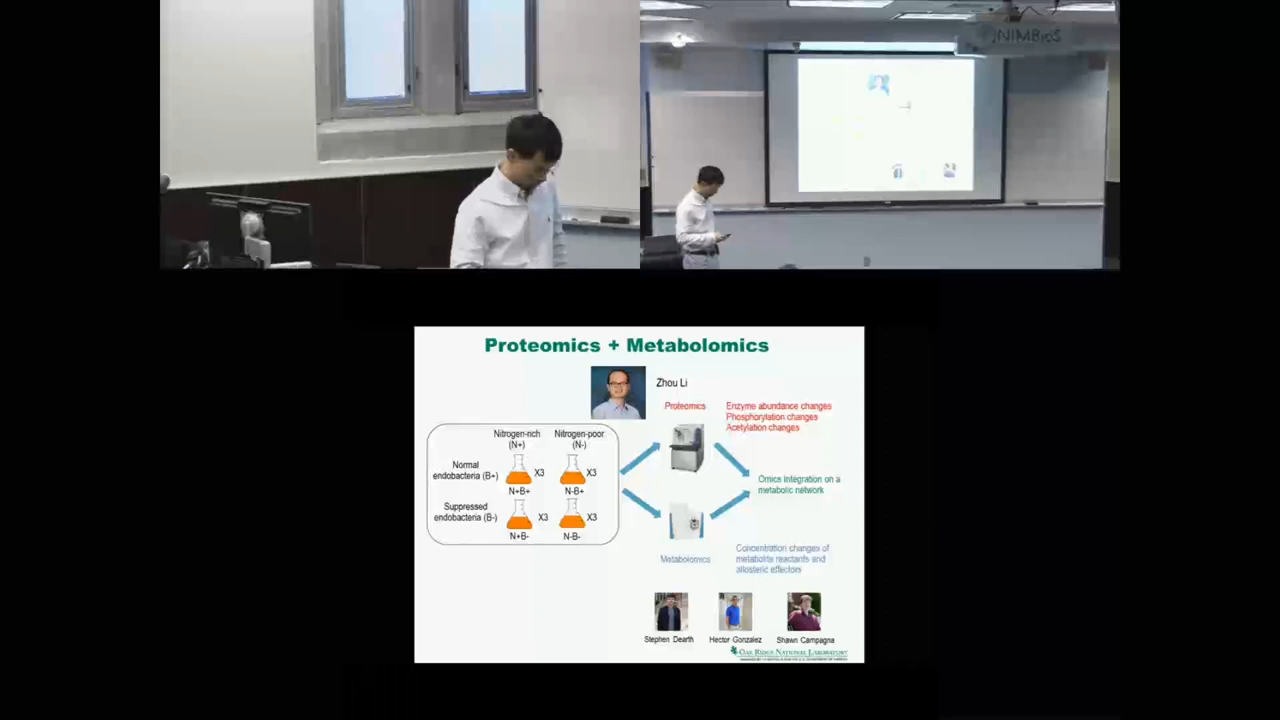 NIMBioS
Proteomics + Metabolomics
Zhou Li
Proteomics
Enzyme abundance changes
Phosphorylation changes
Acetylation changes
Nitrogen-rich
(N+)
Nitrogen-poor
(N-)
Normal
endobacteria (B+)
X3
X3
N+B+
N-B+
Suppressed
endobacteria (B-)
X3
X3
N+B-
N-B-
Omics Integration on a
metabolic network
Metabolomics
Concentration changes of
metabolite reactants and
allosteric effectors
Stephen Dearth
Hector Gonzalez
Shawn Campagna
OAK RIDGE NATIONAL LABORATORY